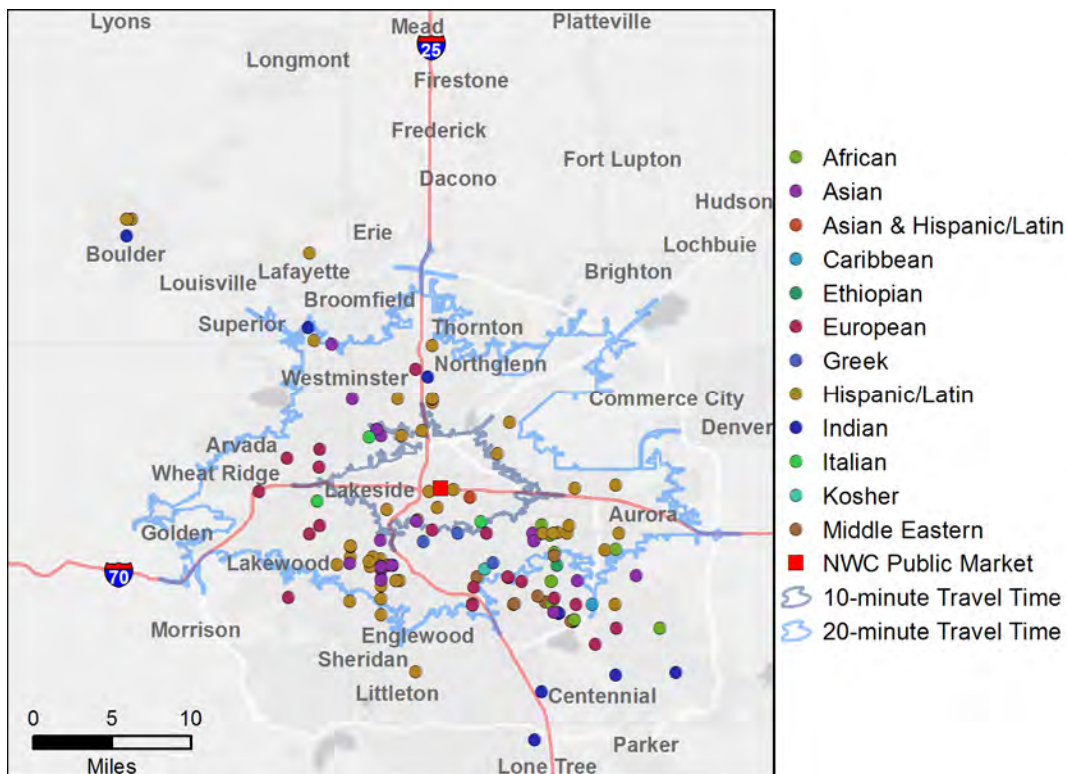 Lyons
Mead
Platteville
25
Longmont
Firestone
Frederick
Fort Lupton
Dacono
Hudson
Erie
Lochbuie
Boulder
Lafayette
Brighton
Louisville
Broomfield
Superior
Thornton
Northglenn
Westminster
Commerce City
Denver
Arvada
Wheat Ridge
Lakeside
Aurora
Golden
Lakewood
70
Morrison
Englewood
Sheridan
Littleton
Centennial
Parker
Lone Tree
0 5 10
Miles
African
Asian
Asian & Hispanic/Latin
Caribbean
Ethiopian
European
Greek
Hispanic/Latin
Indian
Italian
Kosher
Middle Eastern
NWC Public Market
10-minute Travel Time
20-minute Travel Time